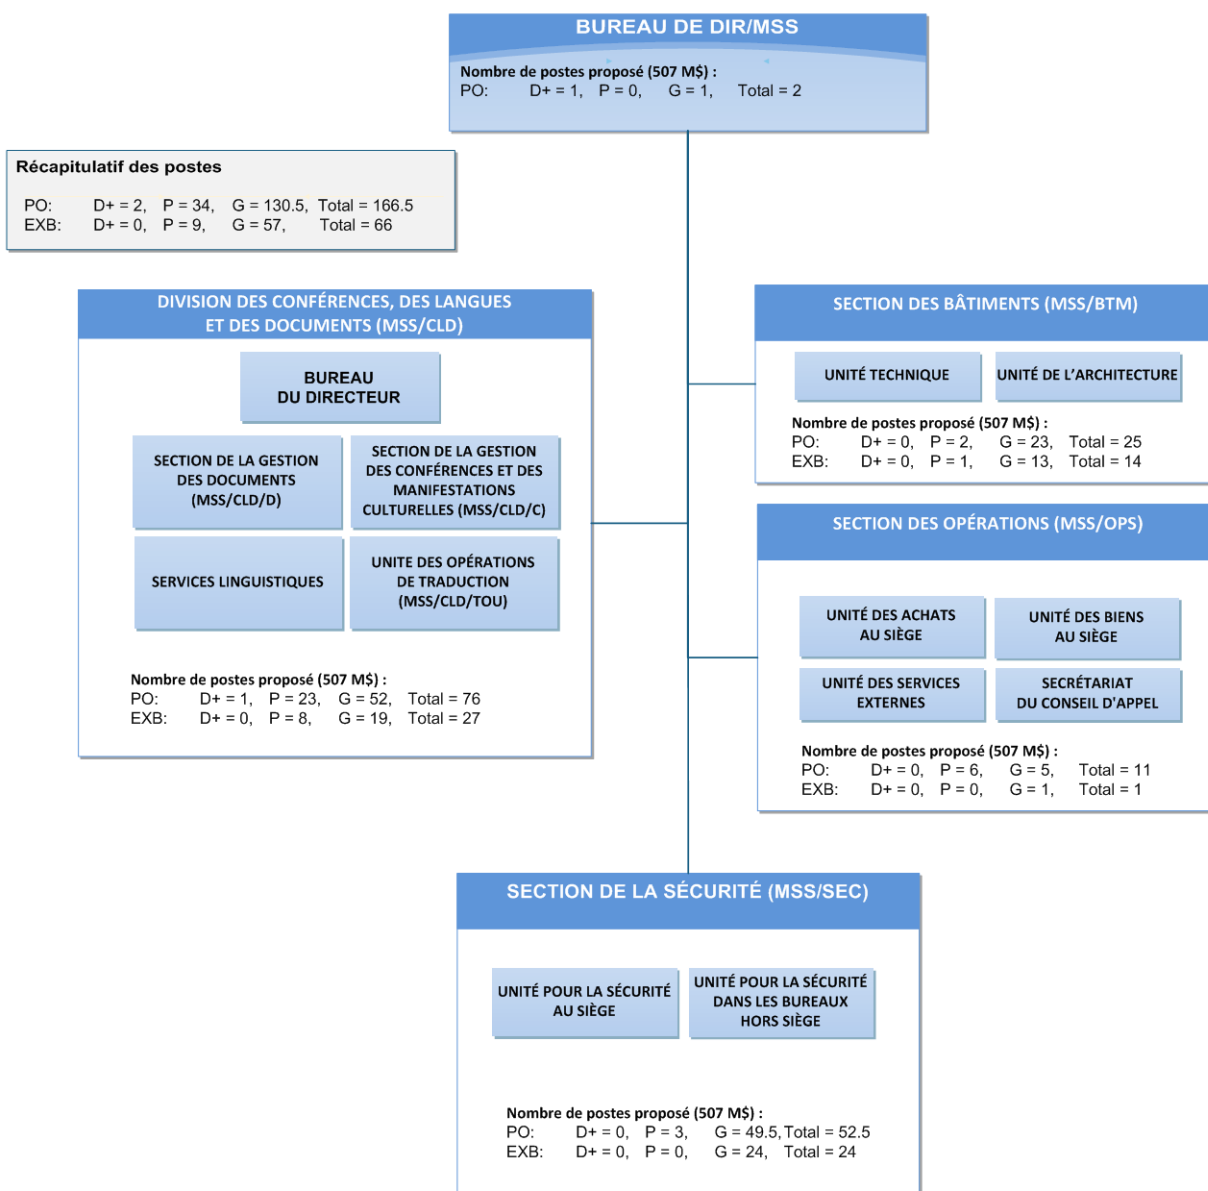 BUREAU DE DIR/MSS
Nombre de postes proposé (507 M$) :
PO: D+ = 1, P = 0, G = 1, Total = 2
Récapitulatif des postes
PO: D+ = 2, P = 34, G = 130.5, Total = 166.5
EXB: D+ = 0, P = 9, G = 57, Total = 66
DIVISION DES CONFÉRENCES, DES LANGUES
ET DES DOCUMENTS (MSS/CLD)
BUREAU
DU DIRECTEUR
SECTION DE LA GESTION
DES DOCUMENTS
(MSS/CLD/D)
SECTION DE LA GESTION
DES CONFÉRENCES ET DES
MANIFESTATIONS
CULTURELLES (MSS/CLD/C)
SERVICES LINGUISTIQUES
UNITE DES OPÉRATIONS
DE TRADUCTION
(MSS/CLD/TOU)
Nombre de postes proposé (507 M$) :
PO: D+ = 1, P = 23, G = 52, Total = 76
EXB: D+ = 0, P = 8, G = 19, Total = 27
SECTION DES BÂTIMENTS (MSS/BTM)
UNITÉ TECHNIQUE
UNITÉ DE L'ARCHITECTURE
Nombre de postes proposé (507 M$) :
PO: D+ = 0, P = 2, G = 23, Total = 25
EXB: D+ = 0, P = 1, G = 13, Total = 14
SECTION DES OPÉRATIONS (MSS/OPS)
UNITÉ DES ACHATS
AU SIÈGE
UNITÉ DES BIENS
AU SIÈGE
UNITÉ DES SERVICES
EXTERNES
SECRÉTARIAT
DU CONSEIL D'APPEL
Nombre de postes proposé (507 M$) :
PO: D+ = 0, P = 6, G = 5, Total = 11
EXB: D+ = 0, P = 0, G = 1, Total = 1
SECTION DE LA SÉCURITÉ (MSS/SEC)
UNITÉ POUR LA SÉCURITÉ
AU SIÈGE
UNITÉ POUR LA SÉCURITÉ
DANS LES BUREAUX
HORS SIÈGE
Nombre de postes proposé (507 M$) :
PO: D+ = 0, P = 3, G = 49.5, Total = 52.5
EXB: D+ = 0, P = 0, G = 24, Total = 24